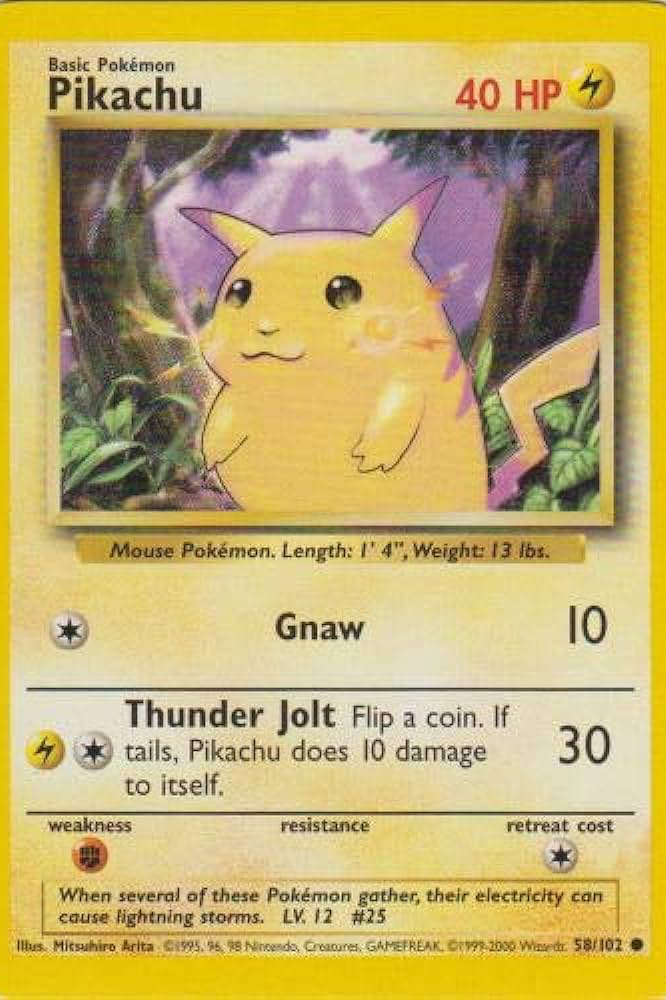 Basic Pokémon
Pikachu 40 HP
Mouse Pokémon. Length: 1' 4", Weight: 13 lbs.
Gnaw 10
Thunder Jolt Flip a coin. If
tails, Pikachu does 10 damage 30
to itself.
weakness resistance retreat cost
When several of these Pokémon gather, their electricity can
cause lightning storms. LV. 12 #25
Illus. Mitsuhiro Arita ©1995, 96, 98 Nintendo, Creatures, GAMEFREAK. ©1999-2000 Wizards. 58/102